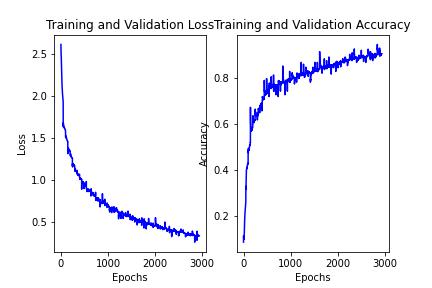 Training and Validation Loss
Loss
2.5
2.0
1.5
1.0
0.5
0
1000
2000
3000
Epochs
Training and Validation Accuracy
Accuracy
0.8
0.6
0.4
0.2
0
1000
2000
3000
Epochs